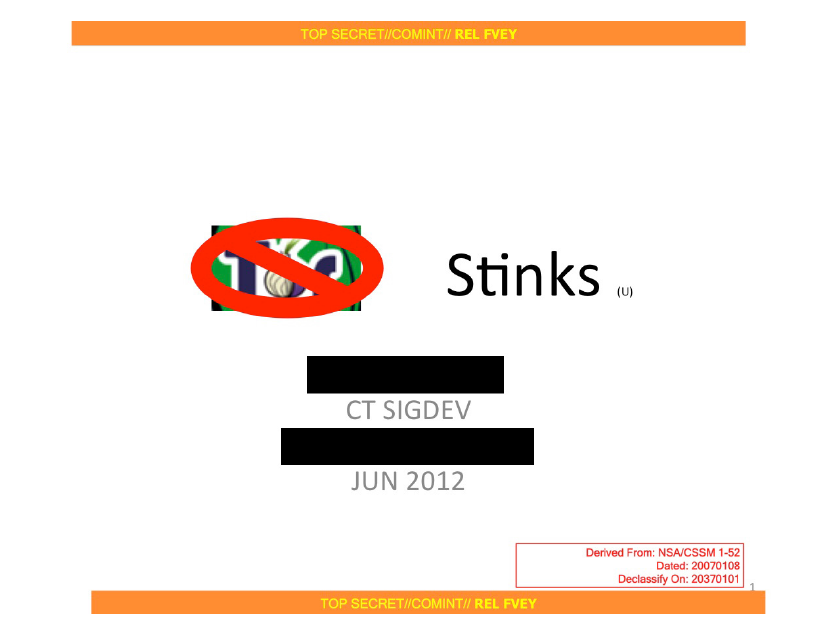 TOP SECRET//COMINT// REL FVEY
Tor Stinks (U)
CT SIGDEV
JUN 2012
Derived From: NSA/CSSM 1-52
Dated: 20070108
Declassify On: 20370101
1
TOP SECRET//COMINT// REL FVEY